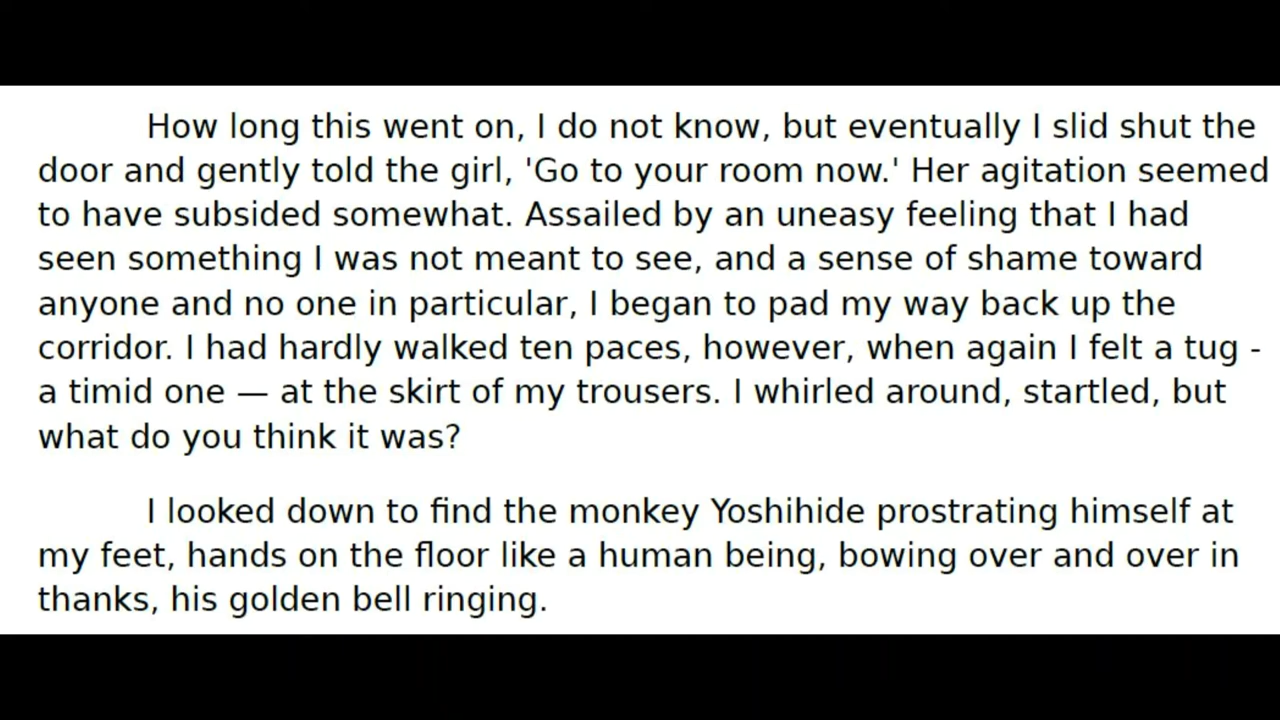 How long this went on, I do not know, but eventually I slid shut the
door and gently told the girl, 'Go to your room now.' Her agitation seemed
to have subsided somewhat. Assailed by an uneasy feeling that I had
seen something I was not meant to see, and a sense of shame toward
anyone and no one in particular, I began to pad my way back up the
corridor. I had hardly walked ten paces, however, when again I felt a tug -
a timid one — at the skirt of my trousers. I whirled around, startled, but
what do you think it was?
I looked down to find the monkey Yoshihide prostrating himself at
my feet, hands on the floor like a human being, bowing over and over in
thanks, his golden bell ringing.